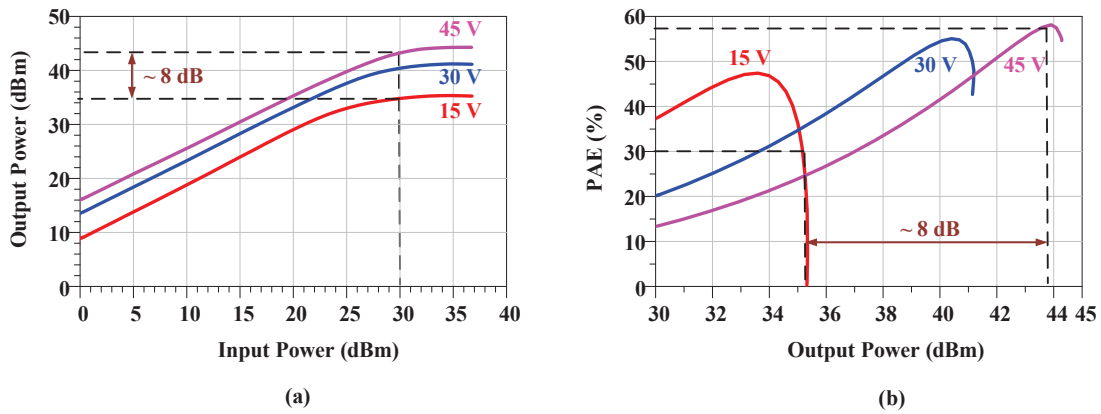 Output Power (dBm)
50
40
30
20
10
0
45 V
30 V
15 V
~ 8 dB
0 5 10 15 20 25 30 35 40
Input Power (dBm)
(a)
PAE (%)
60
50
40
30
20
10
0
15 V
30 V
45 V
~ 8 dB
30 32 34 36 38 40 42 44 45
Output Power (dBm)
(b)